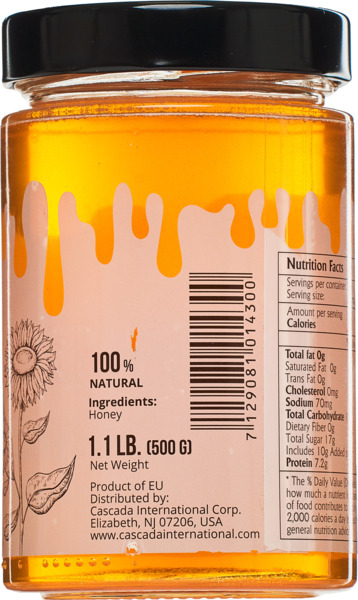 100%
NATURAL
Ingredients:
Honey
1.1 LB. (500 G)
Net Weight
Product of EU
Distributed by:
Cascada International Corp.
Elizabeth, NJ 07206, USA
www.cascadainternational.com
7 129081 014300
Nutrition Facts
Servings per container
Serving size
Amount per serving
Calories
Total fat 0g
Saturated Fat 0g
Trans Fat 0g
Cholesterol 0mg
Sodium 70mg
Total Carbohydrate
Dietary Fiber 0g
Total Sugar 17g
Includes 10g Added
Protein 7.2g
* The % Daily Value
how much a nutrient
of food contributes to
2,000 calories a day
general nutrition